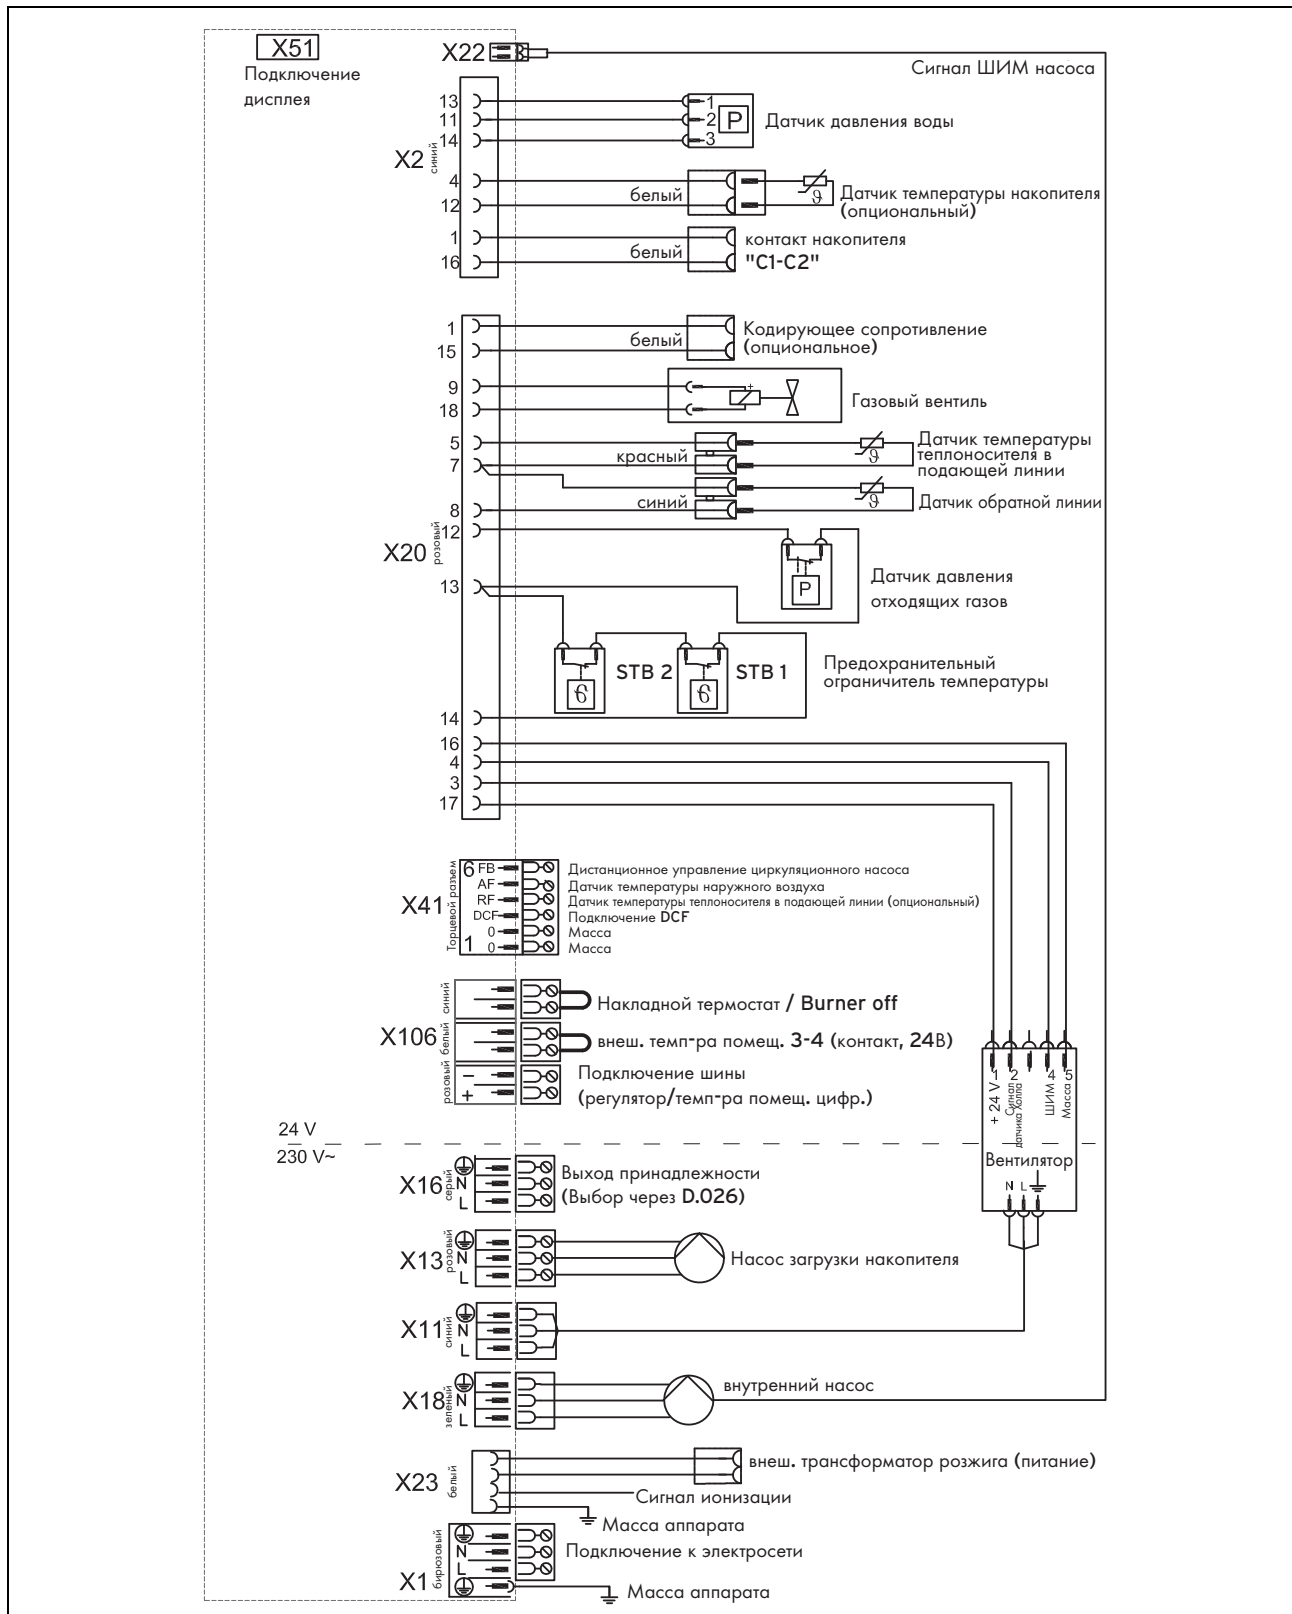 X51
Подключение
дисплея
X22
Сигнал ШИМ насоса
X2
синий
13
11
14
4
12
1
16
1
2
3
P
Датчик давления воды
белый
ϑ
Датчик температуры накопителя
(опциональный)
белый
контакт накопителя
"C1-C2"
X20
розовый
1
15
9
18
5
7
8
12
13
14
16
4
3
17
белый
Кодирующее сопротивление
(опциональное)
+
Газовый вентиль
красный
ϑ
Датчик температуры
теплоносителя в
подающей линии
синий
ϑ
Датчик обратной линии
P
Датчик давления
отходящих газов
STB 2
STB 1
ϑ
ϑ
Предохранительный
ограничитель температуры
X41
Торцевой разъем
6 FB
AF
RF
DCF
0
1 0
Дистанционное управление циркуляционного насоса
Датчик температуры наружного воздуха
Датчик температуры теплоносителя в подающей линии (опциональный)
Подключение DCF
Масса
Масса
X106
синий
белый
розовый
Накладной термостат / Burner off
внеш. темп-ра помещ. 3-4 (контакт, 24В)
–
+
Подключение шины
(регулятор/темп-ра помещ. цифр.)
1
2
4
5
+ 24 V
Сигнал
датчика Холла
ШИМ
Масса
Вентилятор
N L
24 V
230 V~
X16
серый
N
L
Выход принадлежности
(Выбор через D.026)
X13
розовый
N
L
Насос загрузки накопителя
X11
синий
N
L
X18
зеленый
N
L
внутренний насос
X23
белый
внеш. трансформатор розжига (питание)
Сигнал ионизации
Масса аппарата
X1
бирюзовый
N
L
Подключение к электросети
Масса аппарата